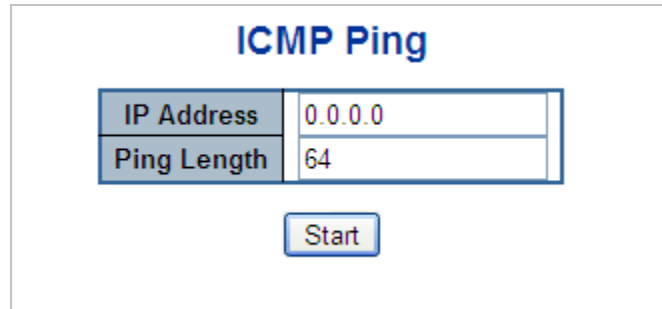 ICMP Ping
IP Address 0.0.0.0
Ping Length 64
Start